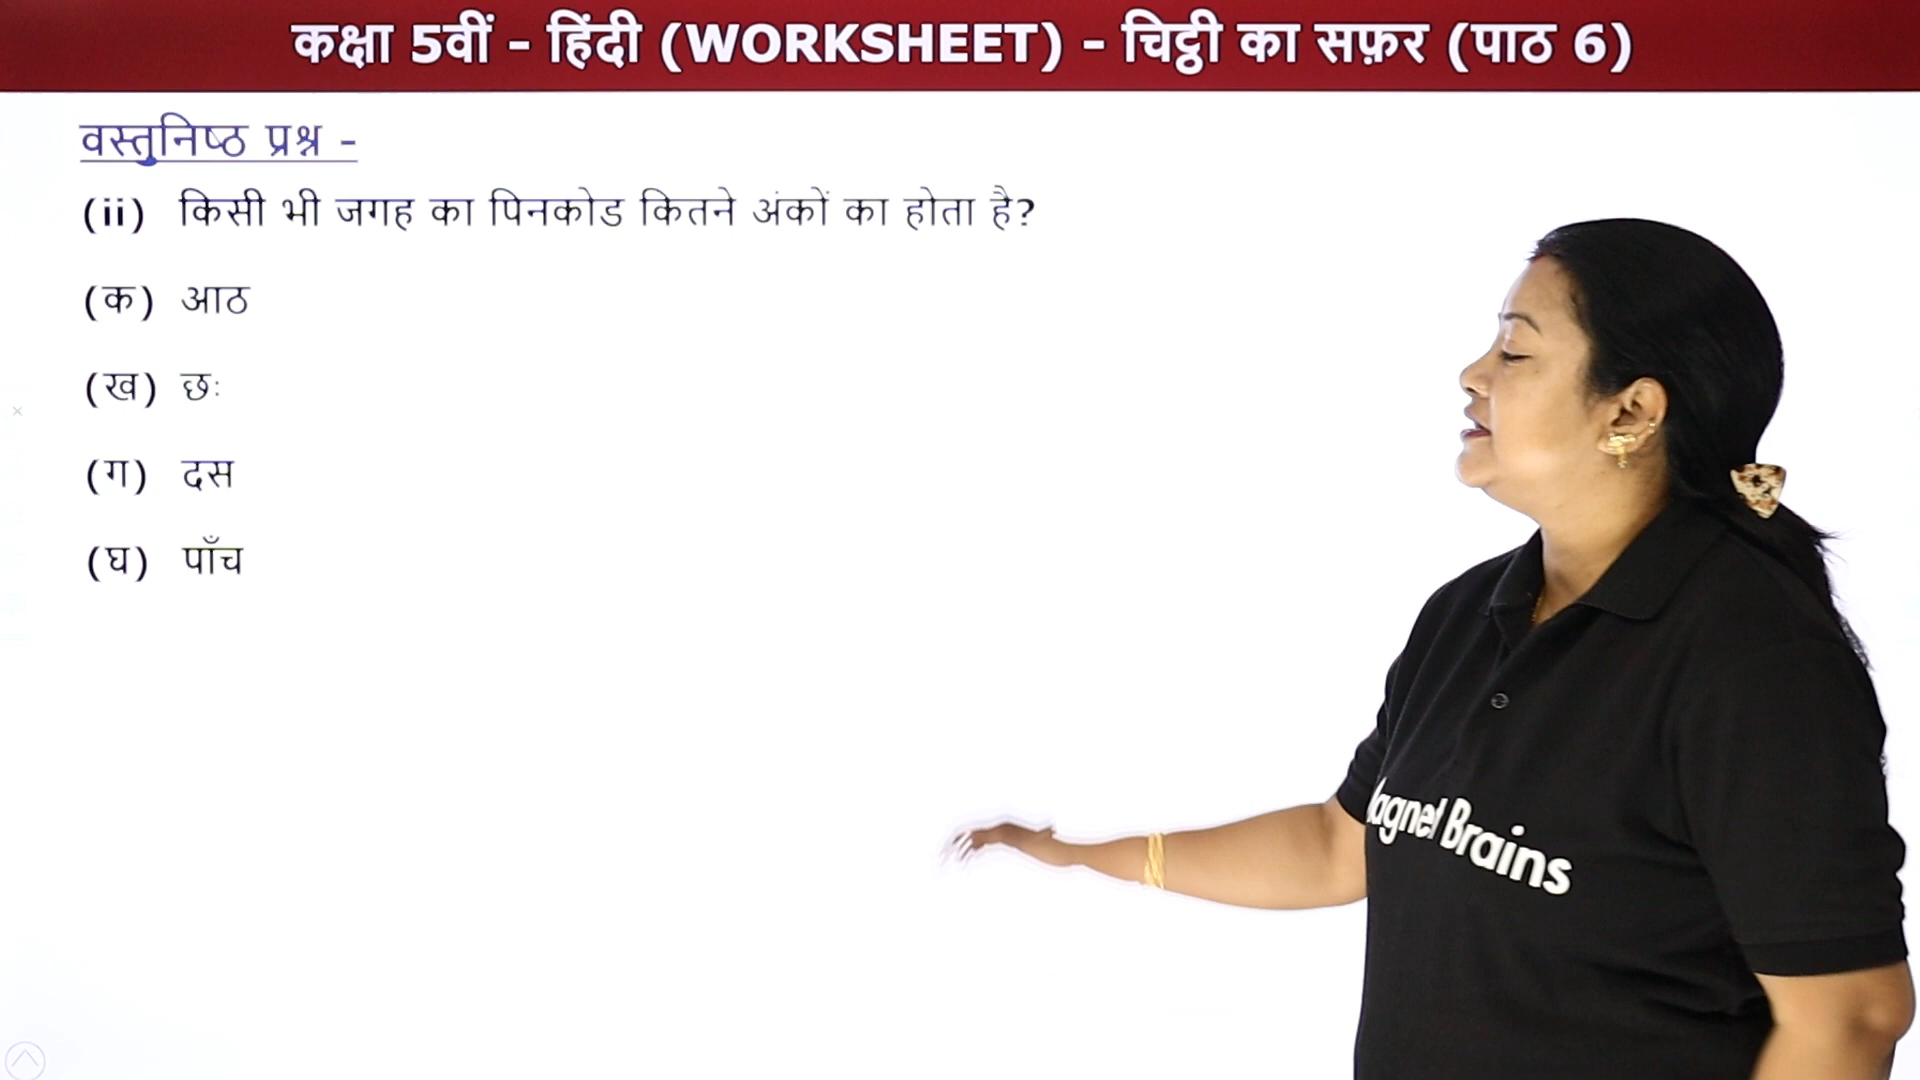 कक्षा 5वीं – हिंदी (WORKSHEET) – चिट्ठी का सफ़र (पाठ 6)
वस्तुनिष्ठ प्रश्न -
(ii) किसी भी जगह का पिनकोड कितने अंकों का होता है?
(क) आठ
(ख) छः
(ग) दस
(घ) पाँच
agnet Brains